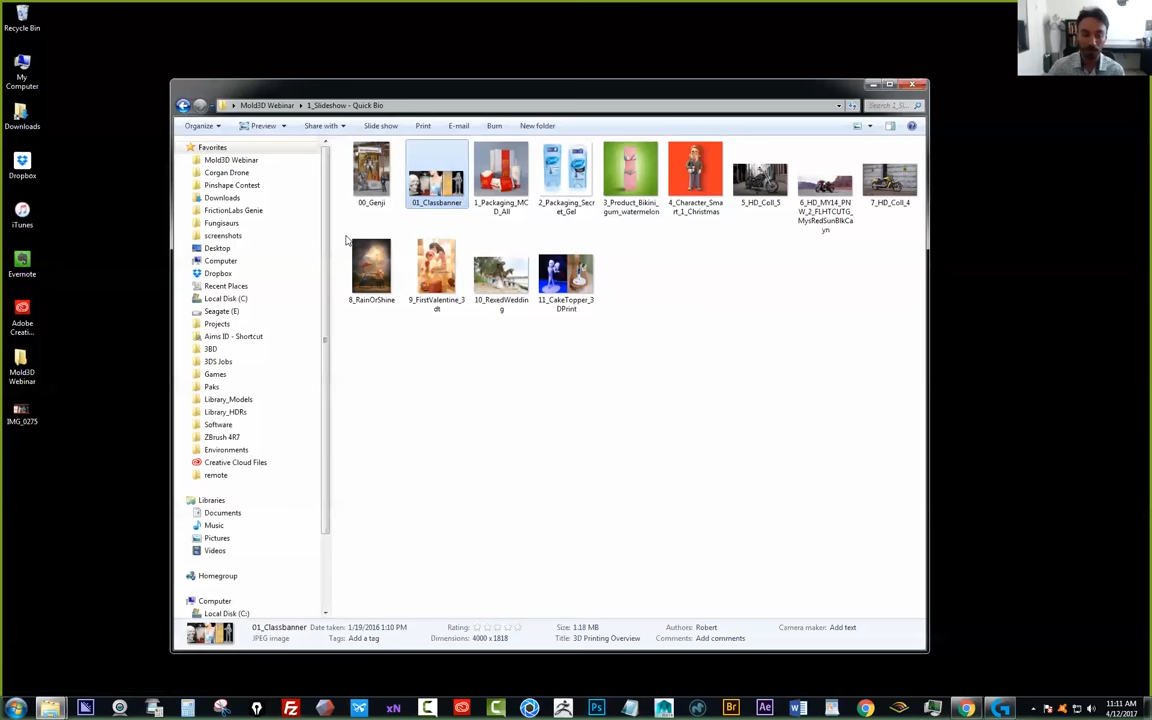 Recycle Bin
My
Computer
Downloads
Dropbox
iTunes
Evernote
Adobe
Creati...
Mold3D
Webinar
IMG_0275
Mold3D Webinar
1_Slideshow - Quick Bio
Search 1_Sl...
Organize
Preview
Share with
Slide show
Print
E-mail
Burn
New folder
Favorites
Mold3D Webinar
Corgan Drone
Pinshape Contest
Downloads
FrictionLabs Genie
Fungisaurs
screenshots
Desktop
Computer
Dropbox
Recent Places
Local Disk (C)
Seagate (E)
Projects
Aims ID - Shortcut
3BD
3DS Jobs
Games
Paks
Library_Models
Library_HDRs
Software
ZBrush 4R7
Environments
Creative Cloud Files
remote
Libraries
Documents
Music
Pictures
Videos
Homegroup
Computer
Local Disk (C:)
00_Genji
01_Classbanner
1_Packaging_MC
D_All
2_Packaging_Secr
et_Gel
3_Product_Bikini_
gum_watermelon
4_Character_Sma
rt_1_Christmas
5_HD_Coll_5
6_HD_MY14_PN
W_2_FLHTCUTG_
MysRedSunBlkCa
yn
7_HD_Coll_4
8_RainOrShine
9_FirstValentine_3
dt
10_RexedWeddin
g
11_CakeTopper_3
DPrint
01_Classbanner
JPEG image
Date taken: 1/19/2016 1:10 PM
Tags: Add a tag
Rating:
Dimensions: 4000 x 1818
Size: 1.18 MB
Title: 3D Printing Overview
Authors: Robert
Comments: Add comments
Camera maker: Add text
xN
Ps
Br
Ae
11:11 AM
4/12/2017